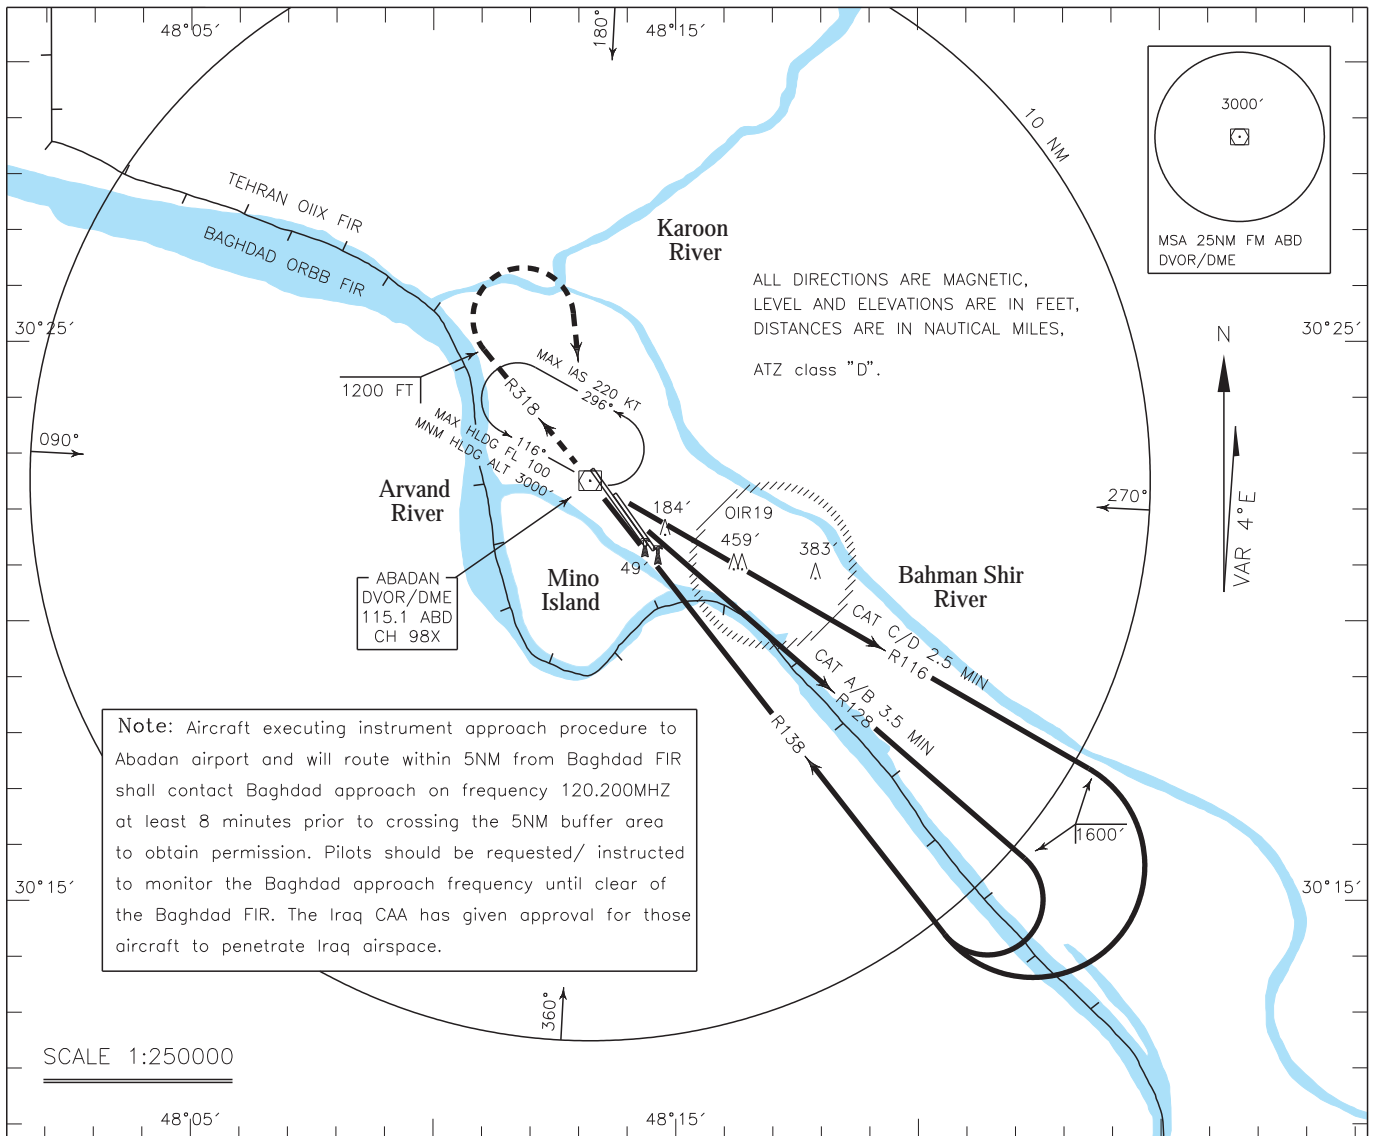 48°05′
180°
48°15′
10 NM
3000′
MSA 25NM FM ABD
DVOR/DME
TEHRAN OIIX FIR
BAGHDAD ORBB FIR
Karoon
River
ALL DIRECTIONS ARE MAGNETIC,
LEVEL AND ELEVATIONS ARE IN FEET,
DISTANCES ARE IN NAUTICAL MILES,
ATZ class "D".
30°25′
30°25′
N
VAR 4°E
1200 FT
MAX IAS 220 KT
296°
R318
116°
MAX HLDG FL 100
MNM HLDG ALT 3000′
090°
270°
Arvand
River
184′
OIR19
459′
383′
49′
ABADAN
DVOR/DME
115.1 ABD
CH 98X
Mino
Island
Bahman Shir
River
CAT C/D 2.5 MIN
R116
CAT A/B 3.5 MIN
R128
R138
1600′
Note: Aircraft executing instrument approach procedure to
Abadan airport and will route within 5NM from Baghdad FIR
shall contact Baghdad approach on frequency 120.200MHZ
at least 8 minutes prior to crossing the 5NM buffer area
to obtain permission. Pilots should be requested/ instructed
to monitor the Baghdad approach frequency until clear of
the Baghdad FIR. The Iraq CAA has given approval for those
aircraft to penetrate Iraq airspace.
30°15′
30°15′
360°
SCALE 1:250000
48°05′
48°15′